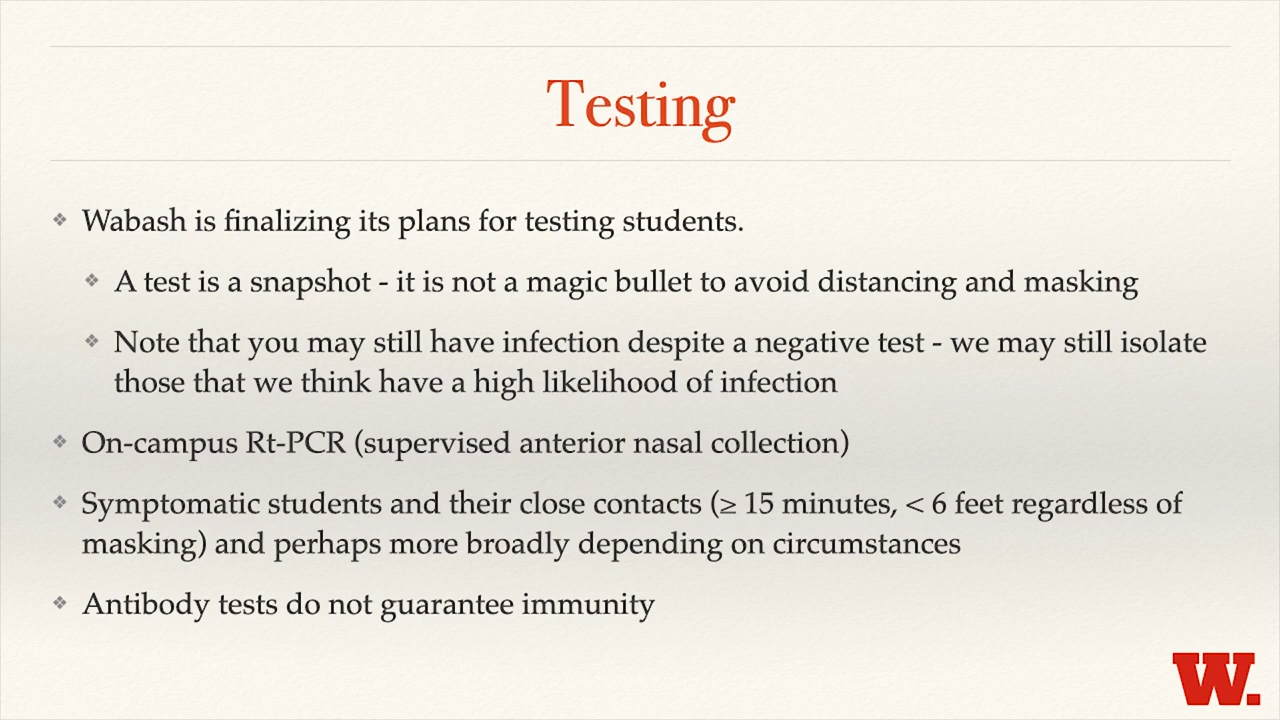 Testing
❖ Wabash is finalizing its plans for testing students.
❖ A test is a snapshot - it is not a magic bullet to avoid distancing and masking
❖ Note that you may still have infection despite a negative test - we may still isolate
those that we think have a high likelihood of infection
❖ On-campus Rt-PCR (supervised anterior nasal collection)
❖ Symptomatic students and their close contacts (≥ 15 minutes, < 6 feet regardless of
masking) and perhaps more broadly depending on circumstances
❖ Antibody tests do not guarantee immunity
W.